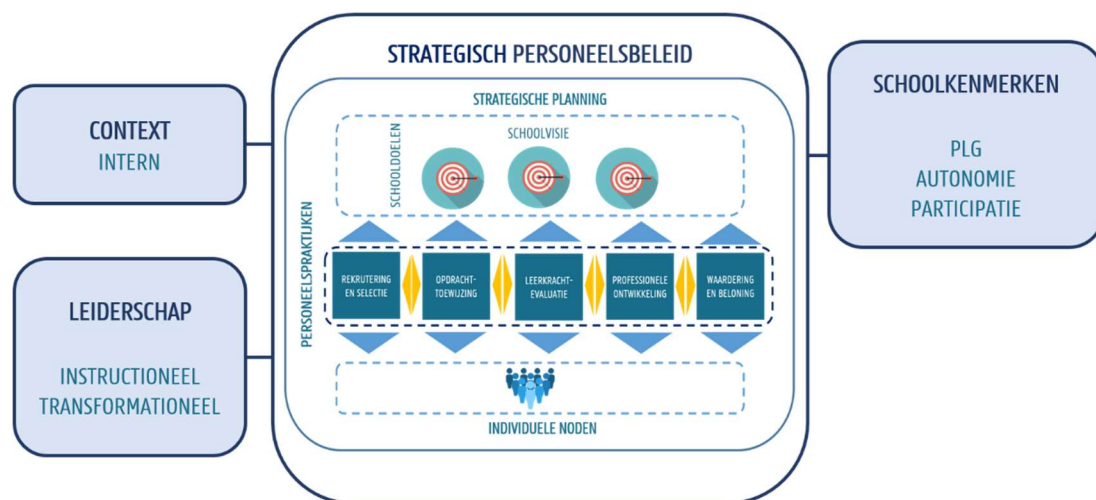 STRATEGISCH PERSONEELSBELEID
STRATEGISCHE PLANNING
SCHOOLDOELEN
SCHOOLVISIE
PERSONEELSPRAKTIJKEN
REKRUTERING
EN SELECTIE
OPDRACHT-
TOEWIJZING
LEERKRACHT-
EVALUATIE
PROFESSIONELE
ONTWIKKELING
WAARDERING
EN BELONING
INDIVIDUELE NODEN
CONTEXT
INTERN
LEIDERSCHAP
INSTRUCTIONEEL
TRANSFORMATIONEEL
SCHOOLKENMERKEN
PLG
AUTONOMIE
PARTICIPATIE